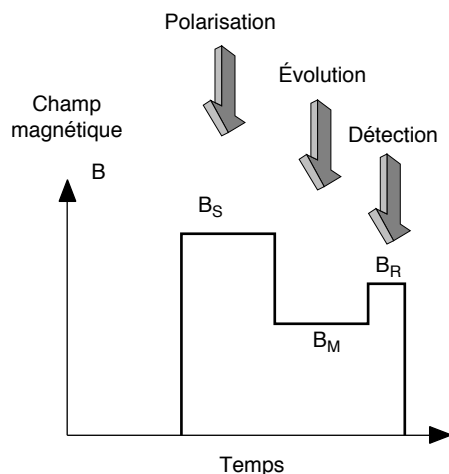 Polarisation
Évolution
Champ
magnétique
Détection
B
B_S
B_R
B_M
Temps